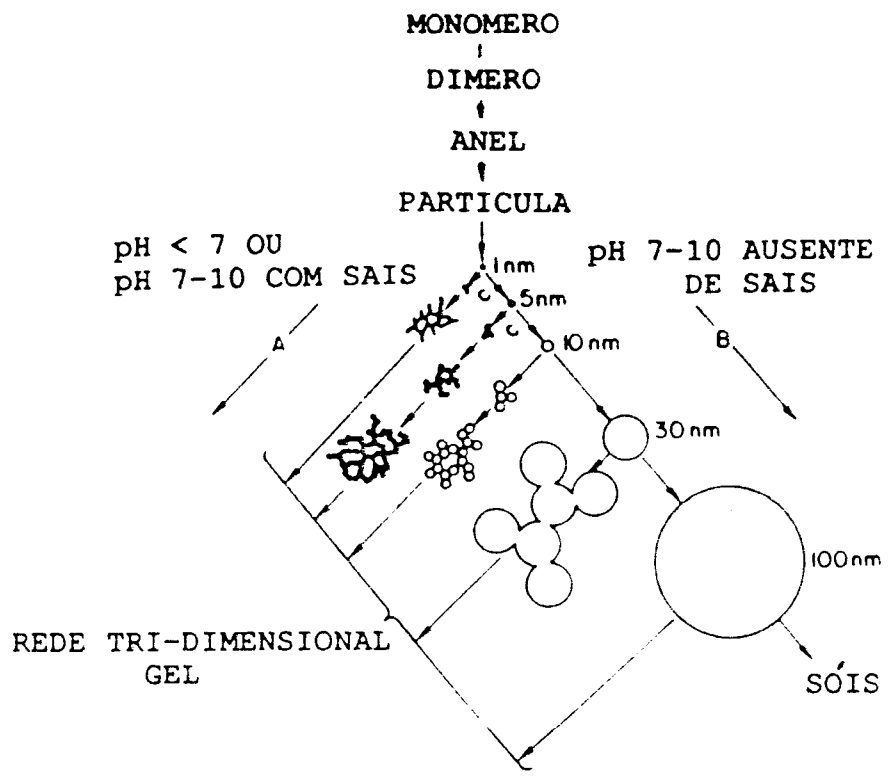 MONOMERO
DIMERO
ANEL
PARTICULA
pH < 7 OU
pH 7-10 COM SAIS
pH 7-10 AUSENTE
DE SAIS
1nm
C
5nm
A C
10nm
A
B
30nm
100nm
REDE TRI-DIMENSIONAL
GEL
SÓIS